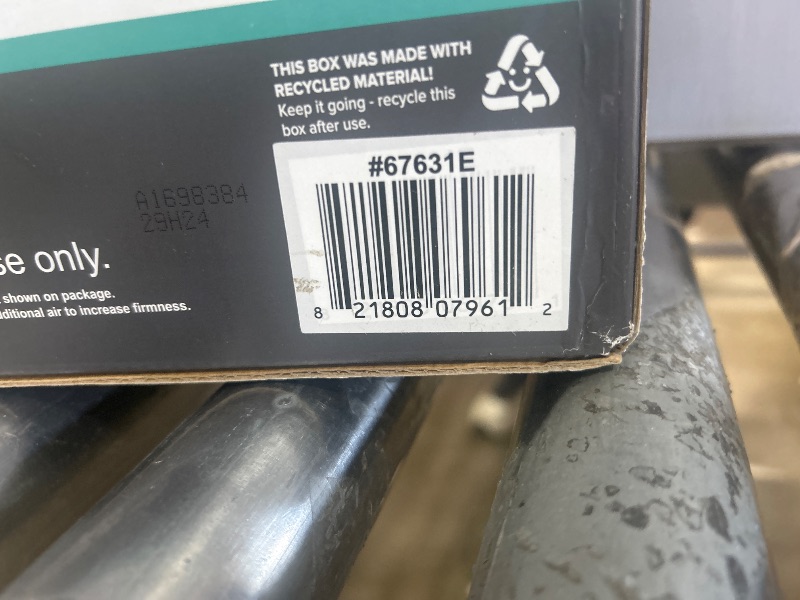 THIS BOX WAS MADE WITH
RECYCLED MATERIAL!
Keep it going - recycle this
box after use.
#67631E
8 21808 07961 2
A1698384
29H24
se only.
shown on package.
dditional air to increase firmness.